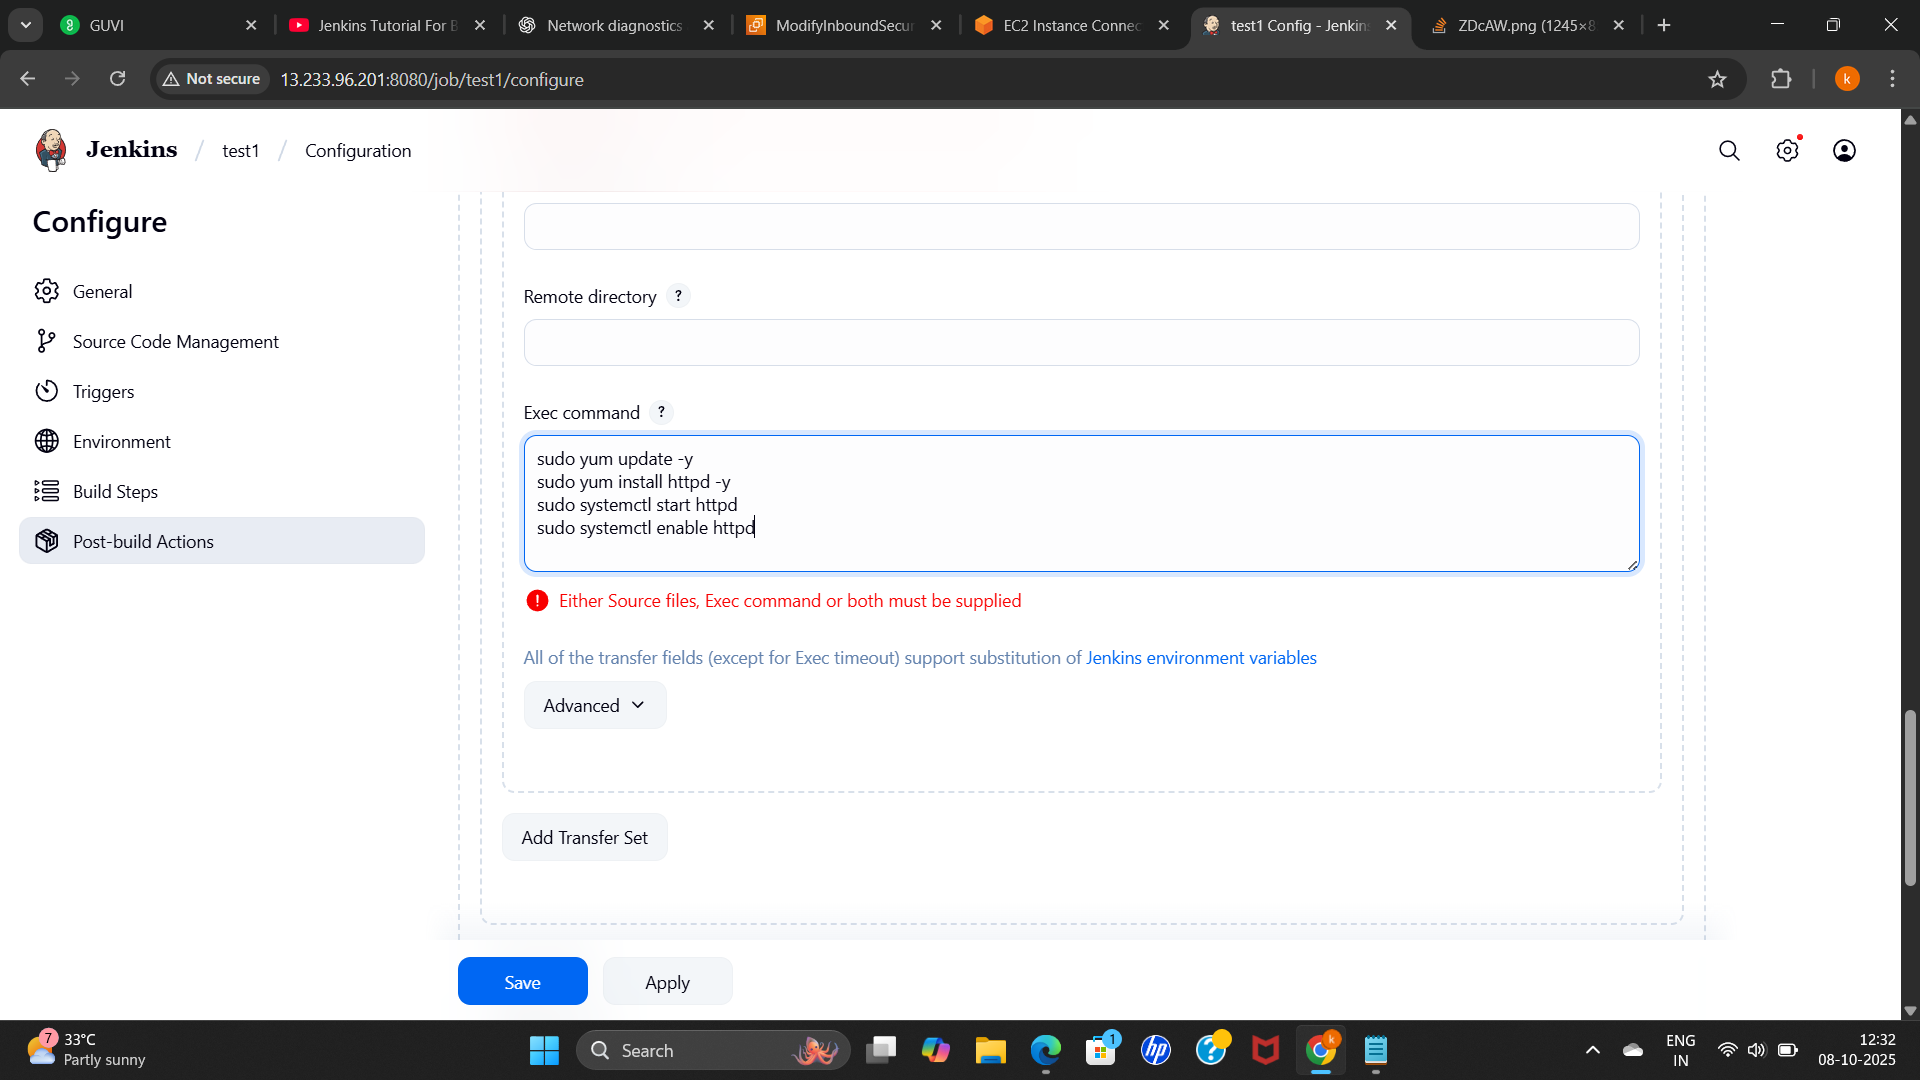 GUVI
Jenkins Tutorial For B
Network diagnostics
ModifyInboundSecur
EC2 Instance Connec
test1 Config - Jenkins
ZDcAW.png (1245×8
Not secure
13.233.96.201:8080/job/test1/configure
k
Jenkins / test1 / Configuration
Configure
General
Source Code Management
Triggers
Environment
Build Steps
Post-build Actions
Remote directory ?
Exec command ?
sudo yum update -y
sudo yum install httpd -y
sudo systemctl start httpd
sudo systemctl enable httpd
Either Source files, Exec command or both must be supplied
All of the transfer fields (except for Exec timeout) support substitution of Jenkins environment variables
Advanced
Add Transfer Set
Save
Apply
7
33°C
Partly sunny
Search
1
hp
k
ENG
IN
12:32
08-10-2025